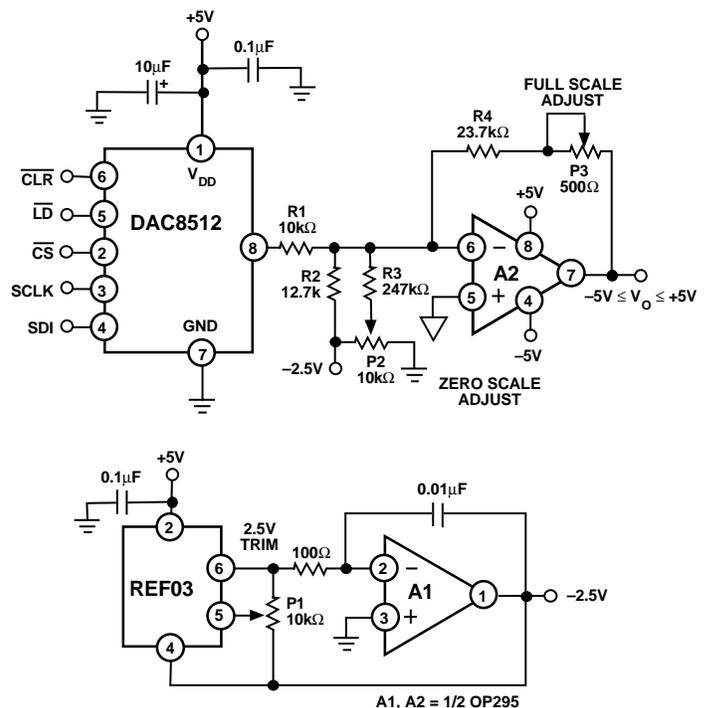 +5V
10µF
+
0.1µF
1
V_DD
CLR 6
LD 5
CS 2
SCLK 3
SDI 4
DAC8512
8
GND
7
R1
10kΩ
R2
12.7k
R3
247kΩ
–2.5V
P2
10kΩ
ZERO SCALE
ADJUST
R4
23.7kΩ
FULL SCALE
ADJUST
P3
500Ω
+5V
6 –
8
A2
7
5 +
4
–5V
–5V ≤ V_O ≤ +5V
+5V
0.1µF
2
REF03
6
5
4
2.5V
TRIM
P1
10kΩ
100Ω
0.01µF
2 –
A1
1
3 +
–2.5V
A1, A2 = 1/2 OP295